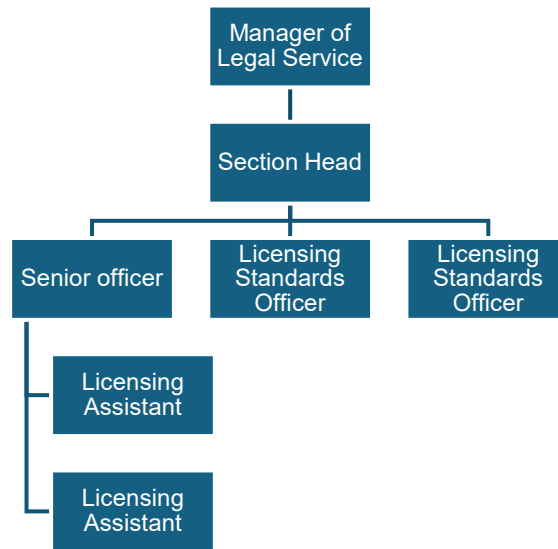 Manager of
Legal Service
Section Head
Senior officer
Licensing
Standards
Officer
Licensing
Standards
Officer
Licensing
Assistant
Licensing
Assistant